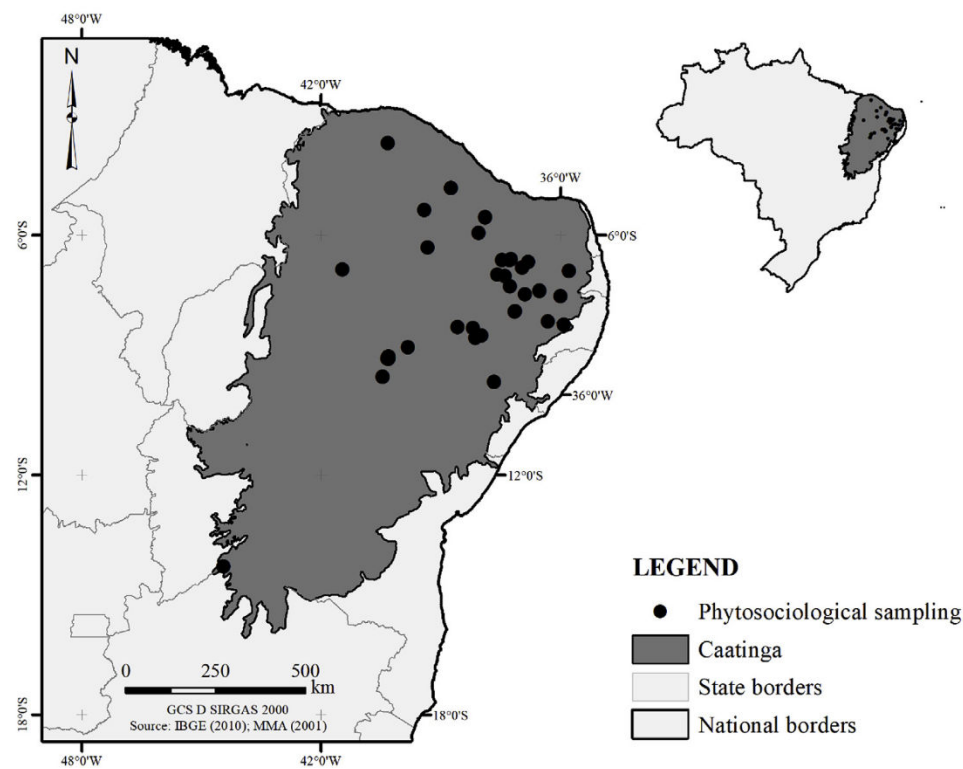 48°0'W
N
42°0'W
36°0'W
6°0'S
6°0'S
36°0'W
12°0'S
12°0'S
LEGEND
Phytosociological sampling
Caatinga
State borders
National borders
0 250 500
km
GCS D SIRGAS 2000
Source: IBGE (2010); MMA (2001)
18°0'S
18°0'S
48°0'W
42°0'W